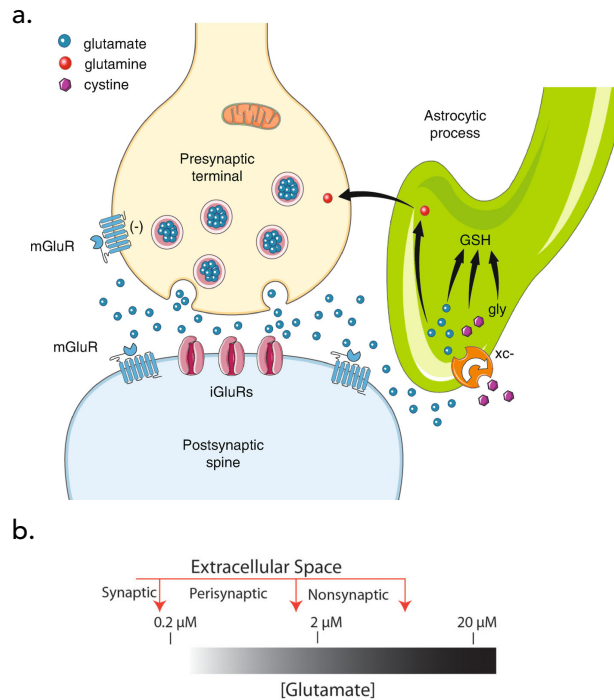 a.
glutamate
glutamine
cystine
Astrocytic
process
Presynaptic
terminal
mGluR
(-)
GSH
gly
mGluR
xc-
iGluRs
Postsynaptic
spine
b.
Extracellular Space
Synaptic Perisynaptic Nonsynaptic
0.2 µM 2 µM 20 µM
[Glutamate]